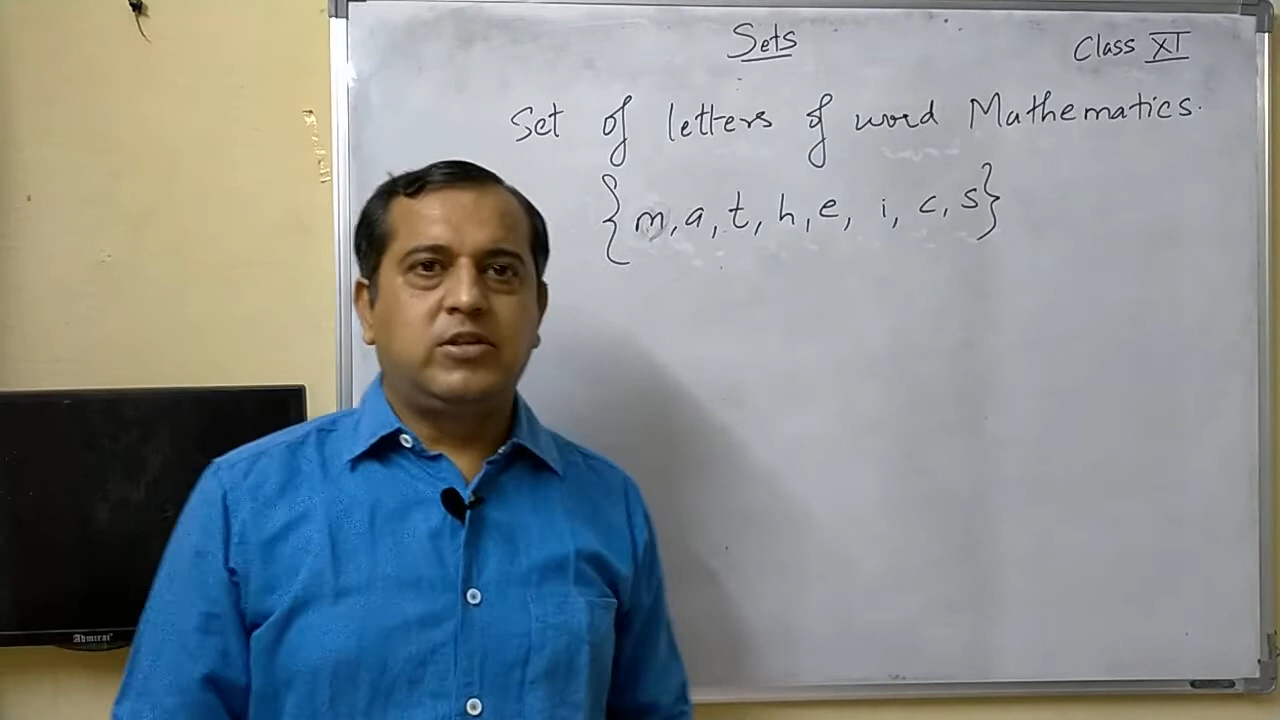 Sets
Class XI
Set of letters of word Mathematics.
{m, a, t, h, e, i, c, s}
Admiral